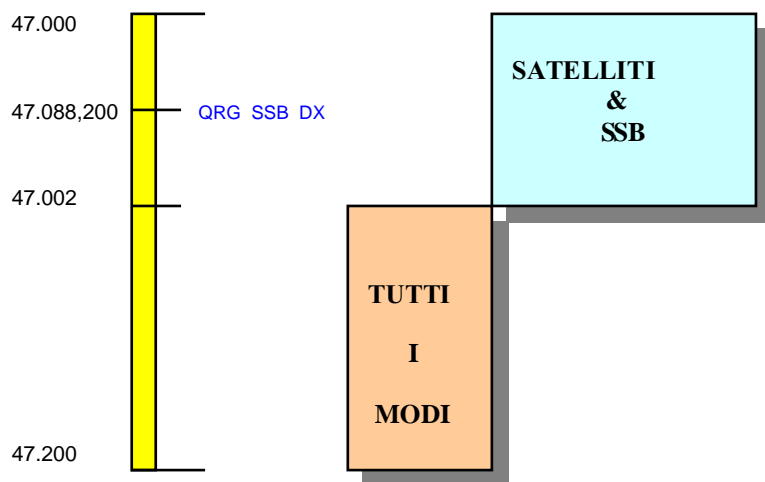 47.000
47.088,200
QRG SSB DX
47.002
47.200
SATELLITI
&
SSB
TUTTI
I
MODI